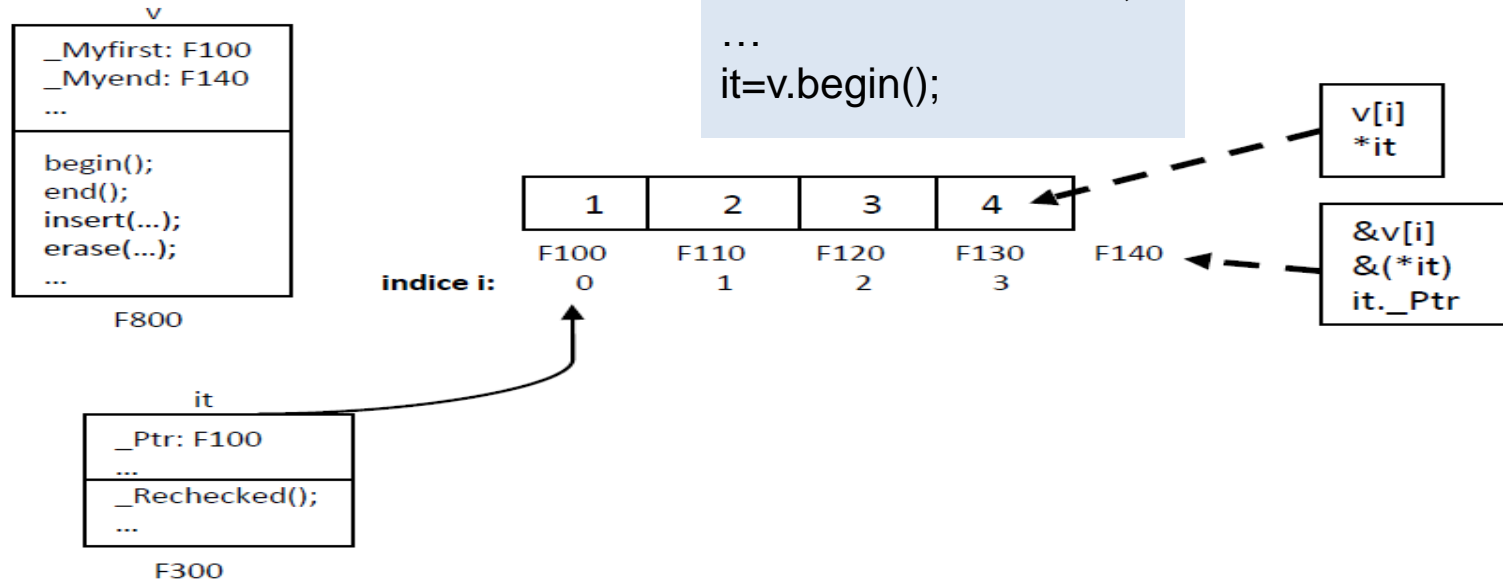 v
_Myfirst: F100
_Myend: F140
...
begin();
end();
insert(...);
erase(...);
...
F800
…
it=v.begin();
v[i]
*it
1 2 3 4
F100 F110 F120 F130 F140
indice i: 0 1 2 3
&v[i]
&(*it)
it._Ptr
it
_Ptr: F100
...
_Rechecked();
...
F300